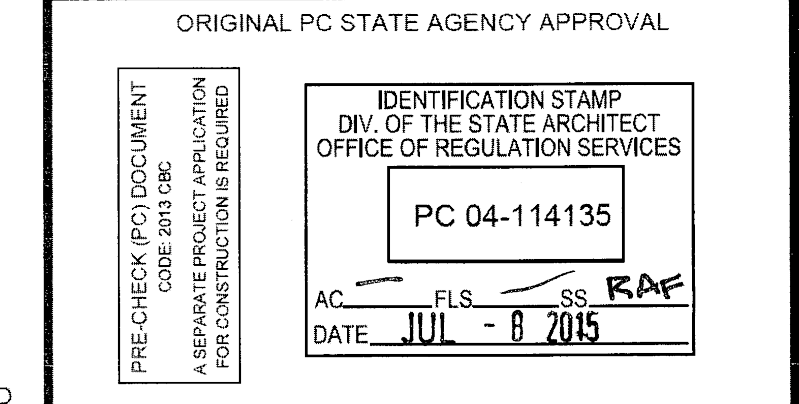 ORIGINAL PC STATE AGENCY APPROVAL
PRE-CHECK (PC) DOCUMENT
CODE: 2013 CBC
A SEPARATE PROJECT APPLICATION
FOR CONSTRUCTION IS REQUIRED
IDENTIFICATION STAMP
DIV. OF THE STATE ARCHITECT
OFFICE OF REGULATION SERVICES
PC 04-114135
AC — FLS — SS RAF
DATE JUL - 8 2015